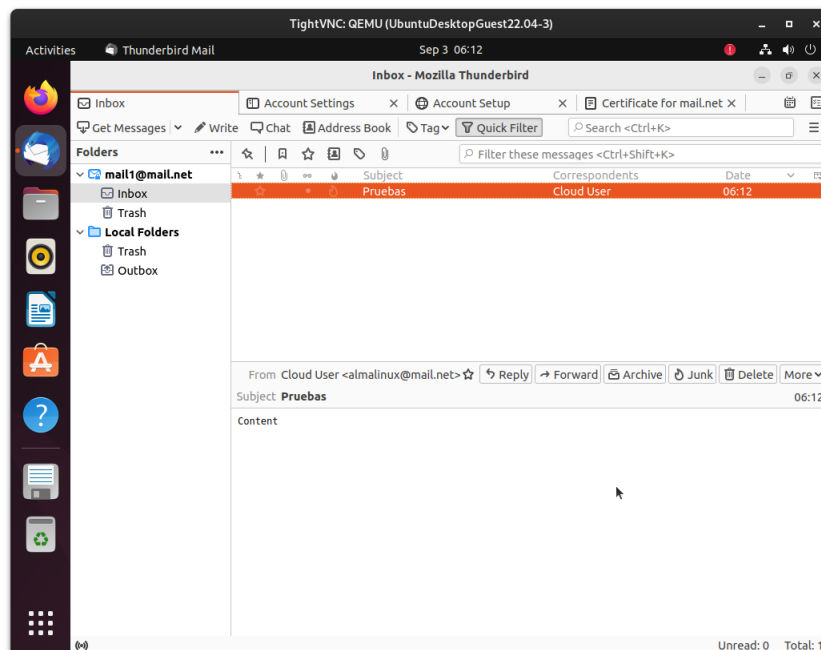 TightVNC: QEMU (UbuntuDesktopGuest22.04-3)
Activities Thunderbird Mail Sep 3 06:12
Inbox - Mozilla Thunderbird
Inbox Account Settings Account Setup Certificate for mail.net
Get Messages Write Chat Address Book Tag Quick Filter Search <Ctrl+K>
Folders Filter these messages <Ctrl+Shift+K>
mail1@mail.net Subject Correspondents Date
Inbox Pruebas Cloud User 06:12
Trash
Local Folders
Trash
Outbox
From Cloud User <almalinux@mail.net> Reply Forward Archive Junk Delete More
Subject Pruebas 06:12
Content
Unread: 0 Total: 1